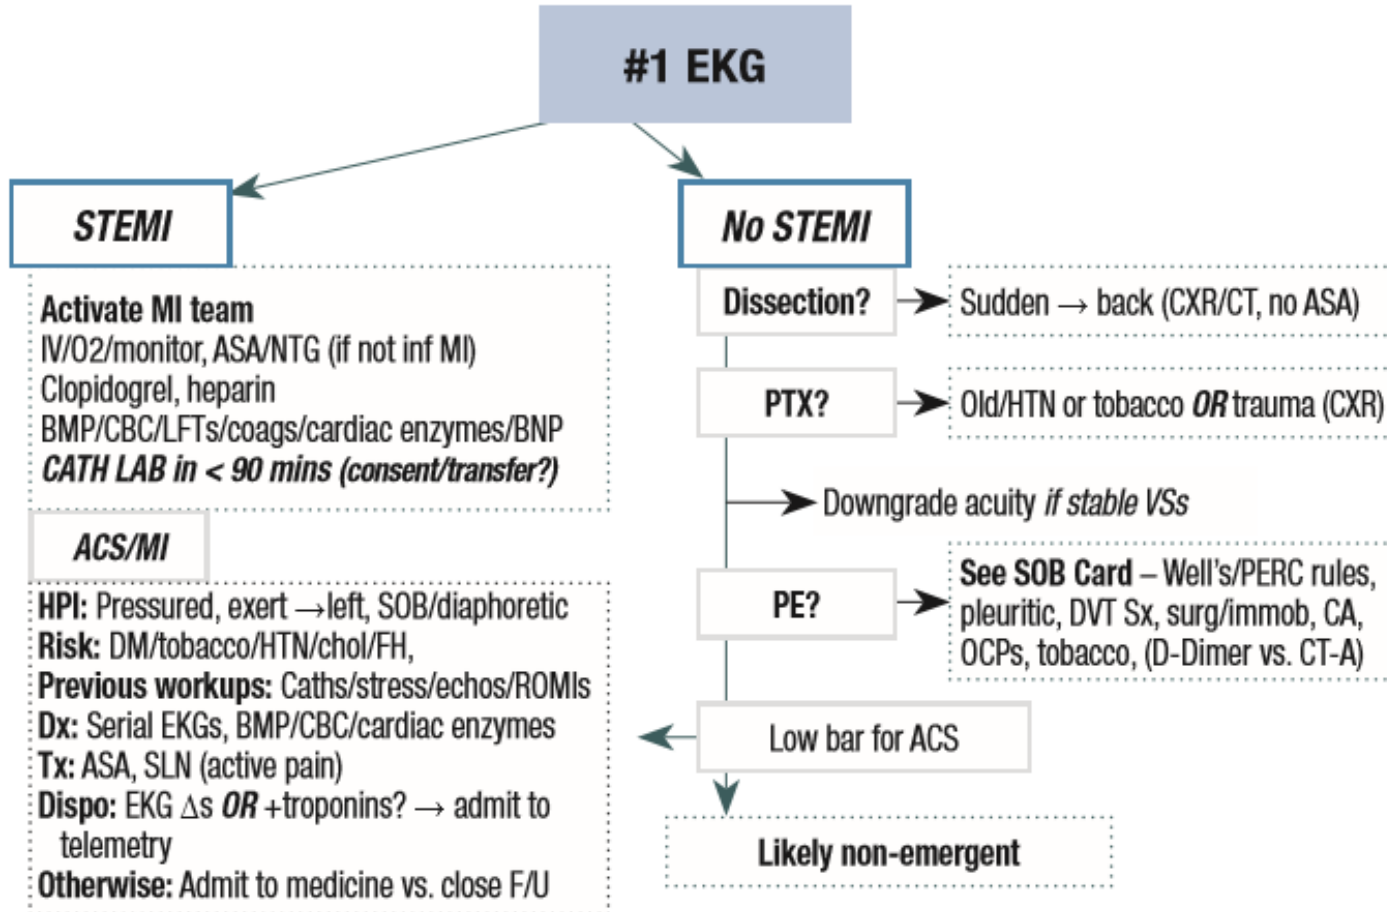 #1 EKG
STEMI
Activate MI team
IV/O2/monitor, ASA/NTG (if not inf MI)
Clopidogrel, heparin
BMP/CBC/LFTs/coags/cardiac enzymes/BNP
CATH LAB in < 90 mins (consent/transfer?)
ACS/MI
HPI: Pressured, exert →left, SOB/diaphoretic
Risk: DM/tobacco/HTN/chol/FH,
Previous workups: Caths/stress/echos/ROMIs
Dx: Serial EKGs, BMP/CBC/cardiac enzymes
Tx: ASA, SLN (active pain)
Dispo: EKG Δs OR +troponins? → admit to
telemetry
Otherwise: Admit to medicine vs. close F/U
No STEMI
Dissection?
Sudden → back (CXR/CT, no ASA)
PTX?
Old/HTN or tobacco OR trauma (CXR)
Downgrade acuity if stable VSs
PE?
See SOB Card – Well's/PERC rules,
pleuritic, DVT Sx, surg/immob, CA,
OCPs, tobacco, (D-Dimer vs. CT-A)
Low bar for ACS
Likely non-emergent